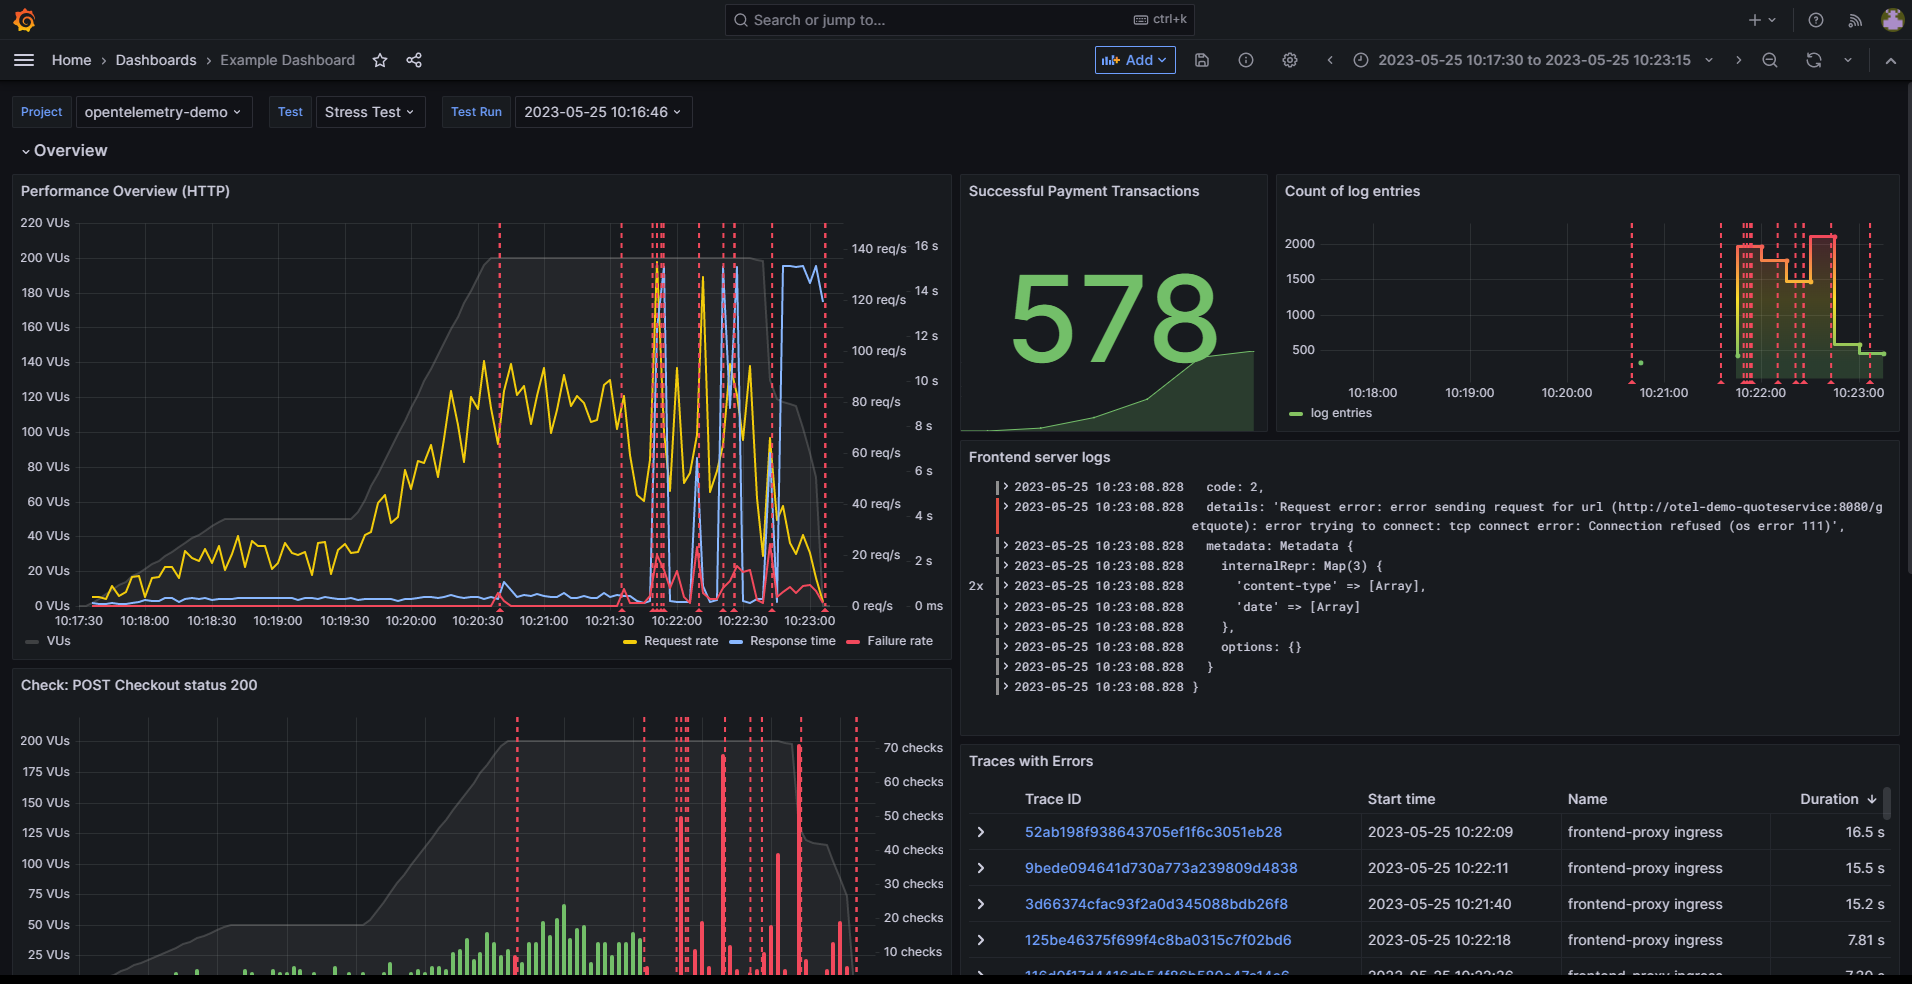 Search or jump to... ctrl+k
Home › Dashboards › Example Dashboard
Add
2023-05-25 10:17:30 to 2023-05-25 10:23:15
Project opentelemetry-demo Test Stress Test Test Run 2023-05-25 10:16:46
Overview
Performance Overview (HTTP)
220 VUs
200 VUs
180 VUs
160 VUs
140 VUs
120 VUs
100 VUs
80 VUs
60 VUs
40 VUs
20 VUs
0 VUs
140 req/s
120 req/s
100 req/s
80 req/s
60 req/s
40 req/s
20 req/s
0 req/s
16 s
14 s
12 s
10 s
8 s
6 s
4 s
2 s
0 ms
10:17:30 10:18:00 10:18:30 10:19:00 10:19:30 10:20:00 10:20:30 10:21:00 10:21:30 10:22:00 10:22:30 10:23:00
VUs Request rate Response time Failure rate
Successful Payment Transactions
578
Count of log entries
2000
1500
1000
500
10:18:00 10:19:00 10:20:00 10:21:00 10:22:00 10:23:00
log entries
Frontend server logs
2023-05-25 10:23:08.828 code: 2,
2023-05-25 10:23:08.828 details: 'Request error: error sending request for url (http://otel-demo-quoteservice:8080/g
etquote): error trying to connect: tcp connect error: Connection refused (os error 111)',
2023-05-25 10:23:08.828 metadata: Metadata {
2023-05-25 10:23:08.828 internalRepr: Map(3) {
2x 2023-05-25 10:23:08.828 'content-type' => [Array],
2023-05-25 10:23:08.828 'date' => [Array]
2023-05-25 10:23:08.828 },
2023-05-25 10:23:08.828 options: {}
2023-05-25 10:23:08.828 }
2023-05-25 10:23:08.828 }
Check: POST Checkout status 200
200 VUs
175 VUs
150 VUs
125 VUs
100 VUs
75 VUs
50 VUs
25 VUs
70 checks
60 checks
50 checks
40 checks
30 checks
20 checks
10 checks
Traces with Errors
Trace ID Start time Name Duration
52ab198f938643705ef1f6c3051eb28 2023-05-25 10:22:09 frontend-proxy ingress 16.5 s
9bede094641d730a773a239809d4838 2023-05-25 10:22:11 frontend-proxy ingress 15.5 s
3d66374cfac93f2a0d345088bdb26f8 2023-05-25 10:21:40 frontend-proxy ingress 15.2 s
125be46375f699f4c8ba0315c7f02bd6 2023-05-25 10:22:18 frontend-proxy ingress 7.81 s
frontend-proxy ingress